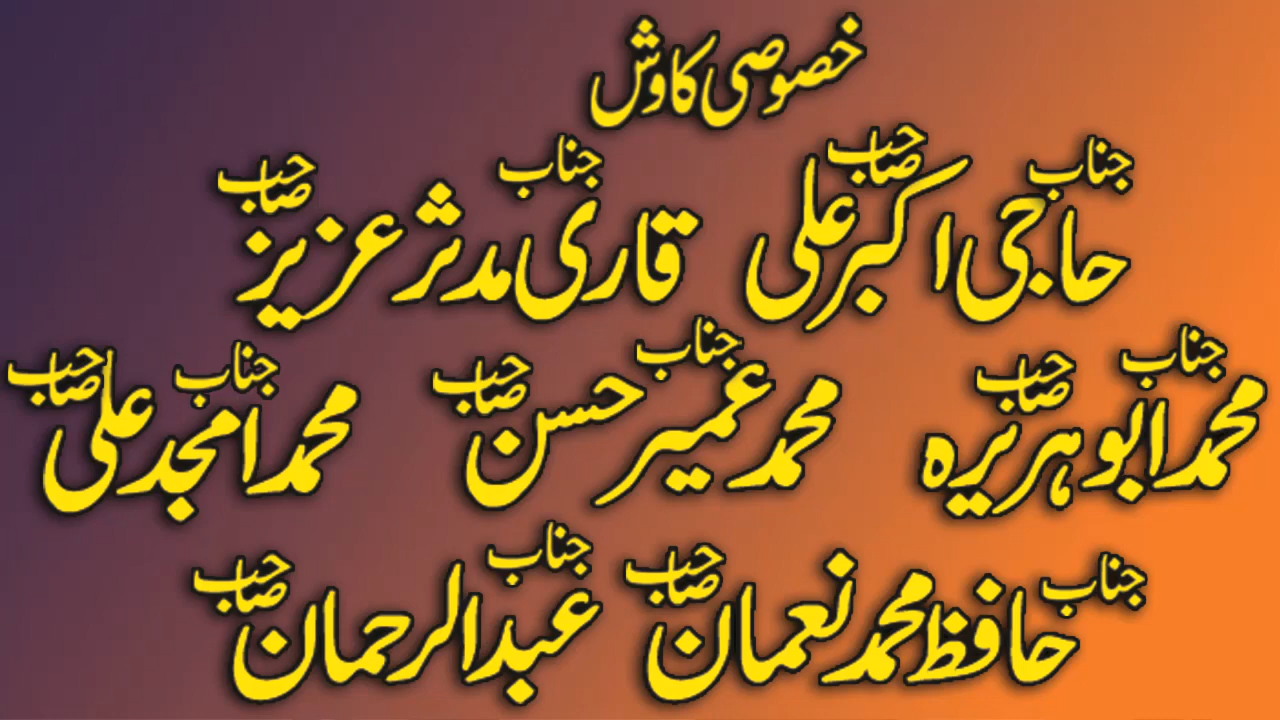 خصوصی کاوش
جناب حاجی اکبر علی صاحب جناب قاری مدثر عزیز صاحب
جناب محمد ابو ہریرہ صاحب جناب محمد عمیر حسن صاحب جناب محمد امجد علی صاحب
جناب حافظ محمد نعمان صاحب جناب عبدالرحمان صاحب